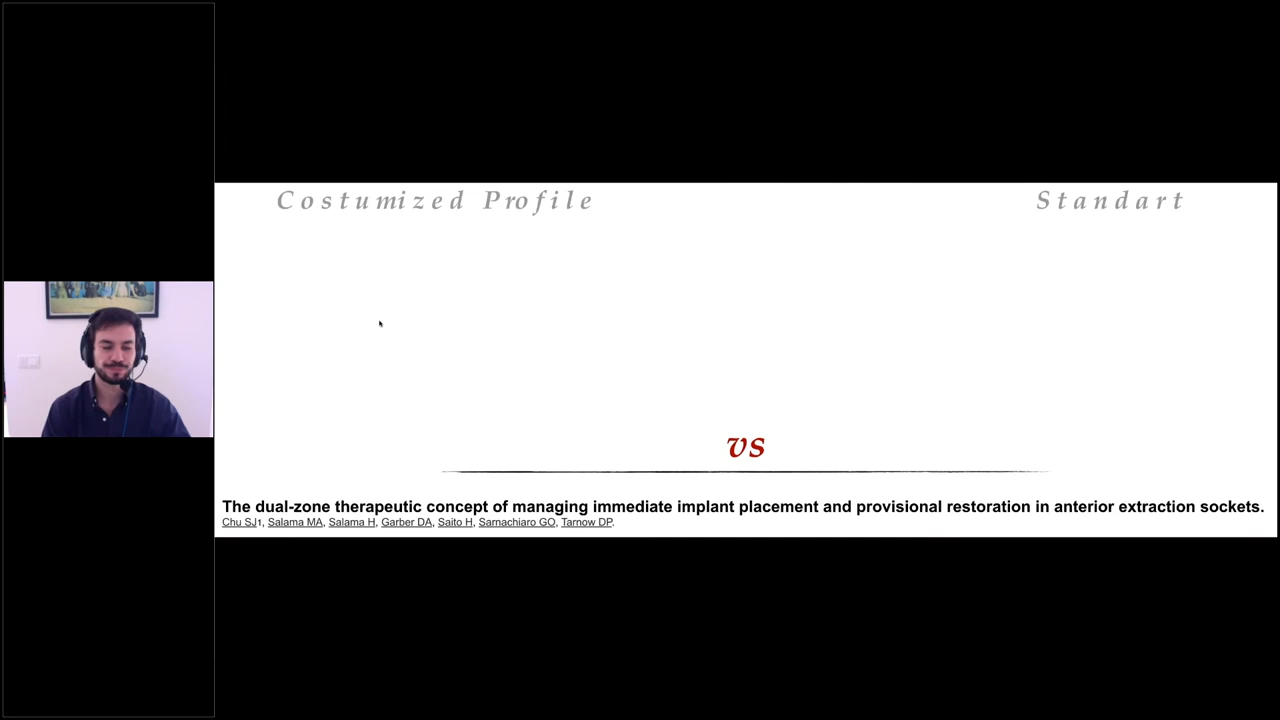 Costumized Profile
Standart
vs
The dual-zone therapeutic concept of managing immediate implant placement and provisional restoration in anterior extraction sockets.
Chu SJ1, Salama MA, Salama H, Garber DA, Saito H, Sarnachiaro GO, Tarnow DP.